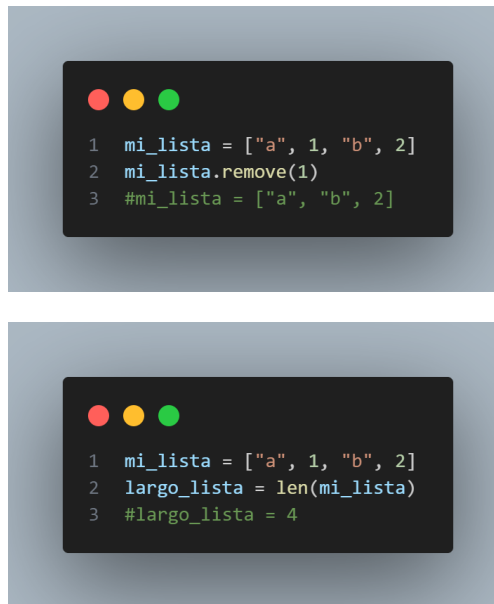 1 mi_lista = ["a", 1, "b", 2]
2 mi_lista.remove(1)
3 #mi_lista = ["a", "b", 2]
1 mi_lista = ["a", 1, "b", 2]
2 largo_lista = len(mi_lista)
3 #largo_lista = 4